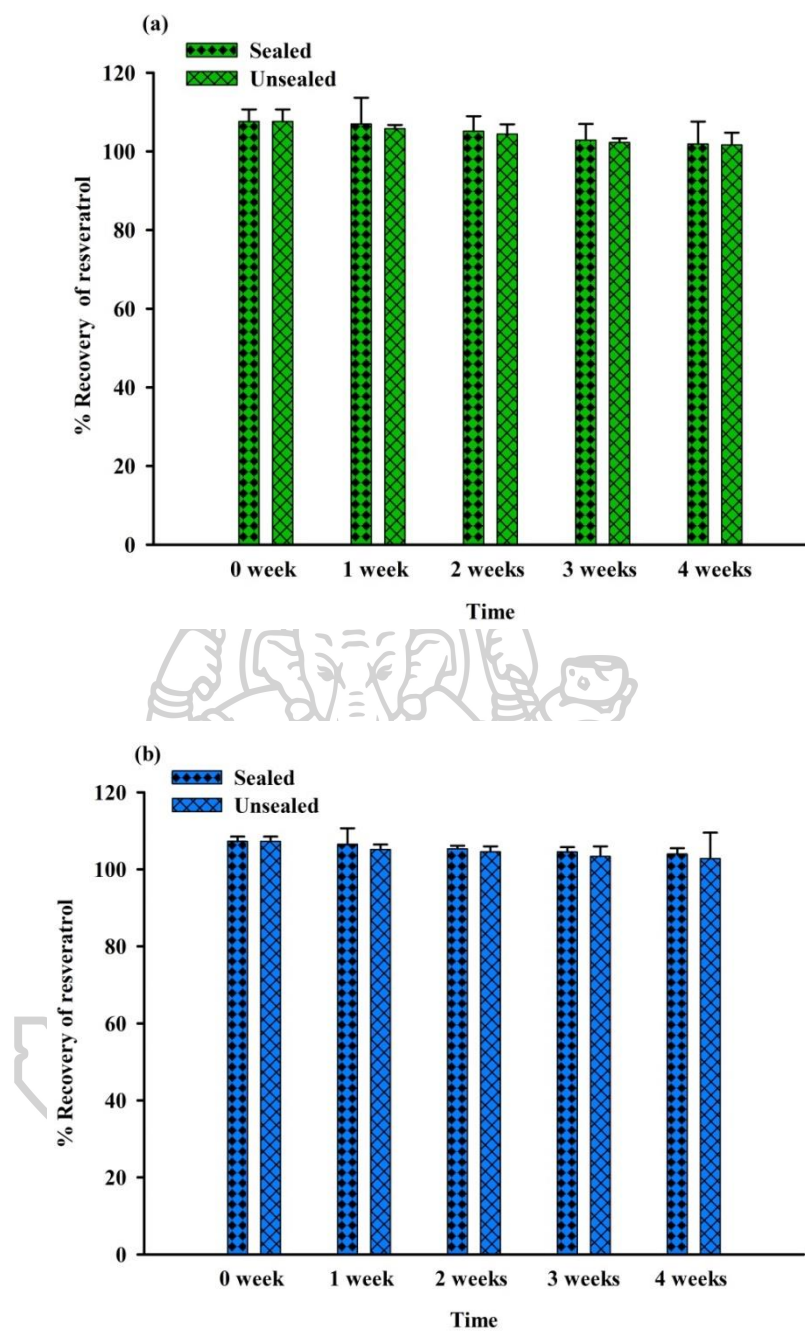 (a)
Sealed
Unsealed
120
100
80
60
40
20
0
% Recovery of resveratrol
0 week 1 week 2 weeks 3 weeks 4 weeks
Time
(b)
Sealed
Unsealed
120
100
80
60
40
20
0
% Recovery of resveratrol
0 week 1 week 2 weeks 3 weeks 4 weeks
Time